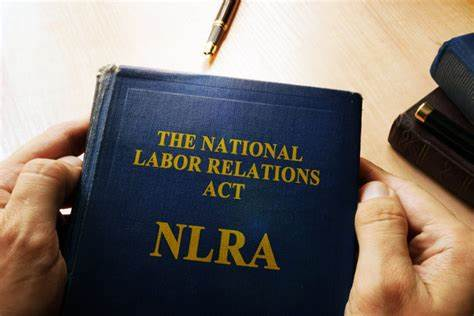 THE NATIONAL
LABOR RELATIONS
ACT
NLRA